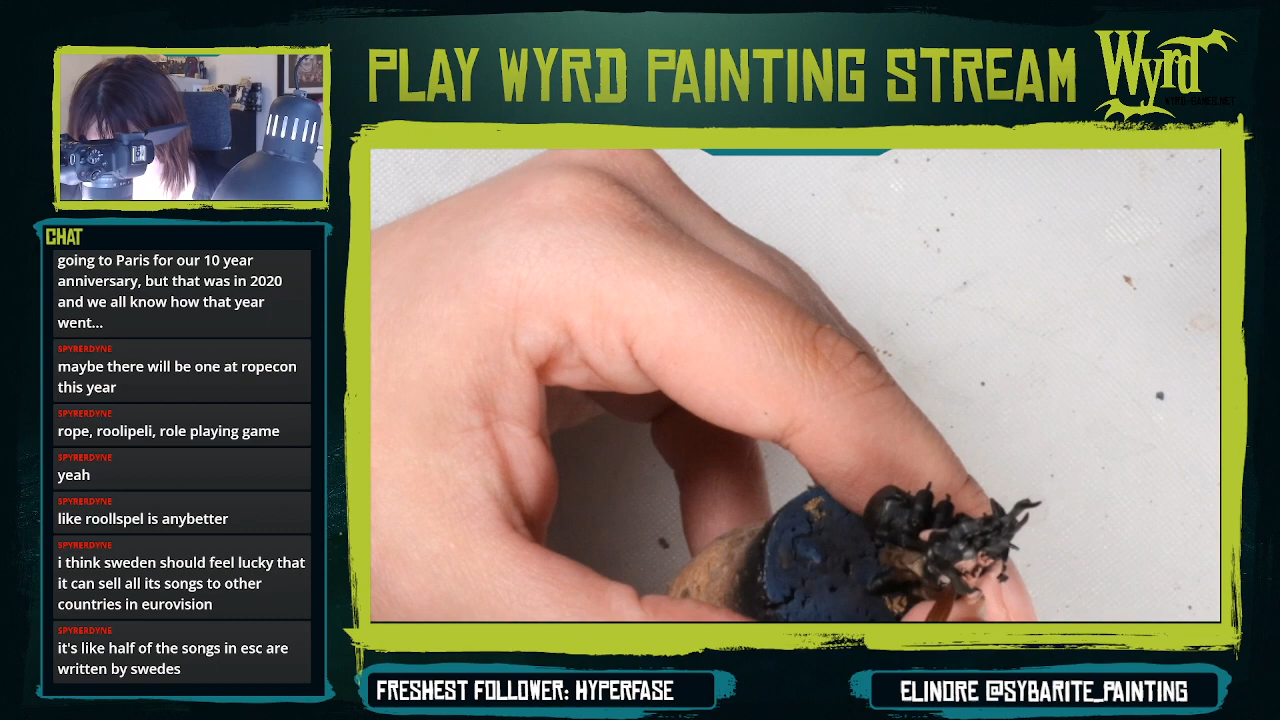 PLAY WYRD PAINTING STREAM
Wyrd
WYRD-GAMES.NET
CHAT
going to Paris for our 10 year
anniversary, but that was in 2020
and we all know how that year
went...
SPYRERDYNE
maybe there will be one at ropecon
this year
SPYRERDYNE
rope, roolipeli, role playing game
SPYRERDYNE
yeah
SPYRERDYNE
like roollspel is anybetter
SPYRERDYNE
i think sweden should feel lucky that
it can sell all its songs to other
countries in eurovision
SPYRERDYNE
it's like half of the songs in esc are
written by swedes
FRESHEST FOLLOWER: HYPERFASE
ELINORE @SYBARITE_PAINTING